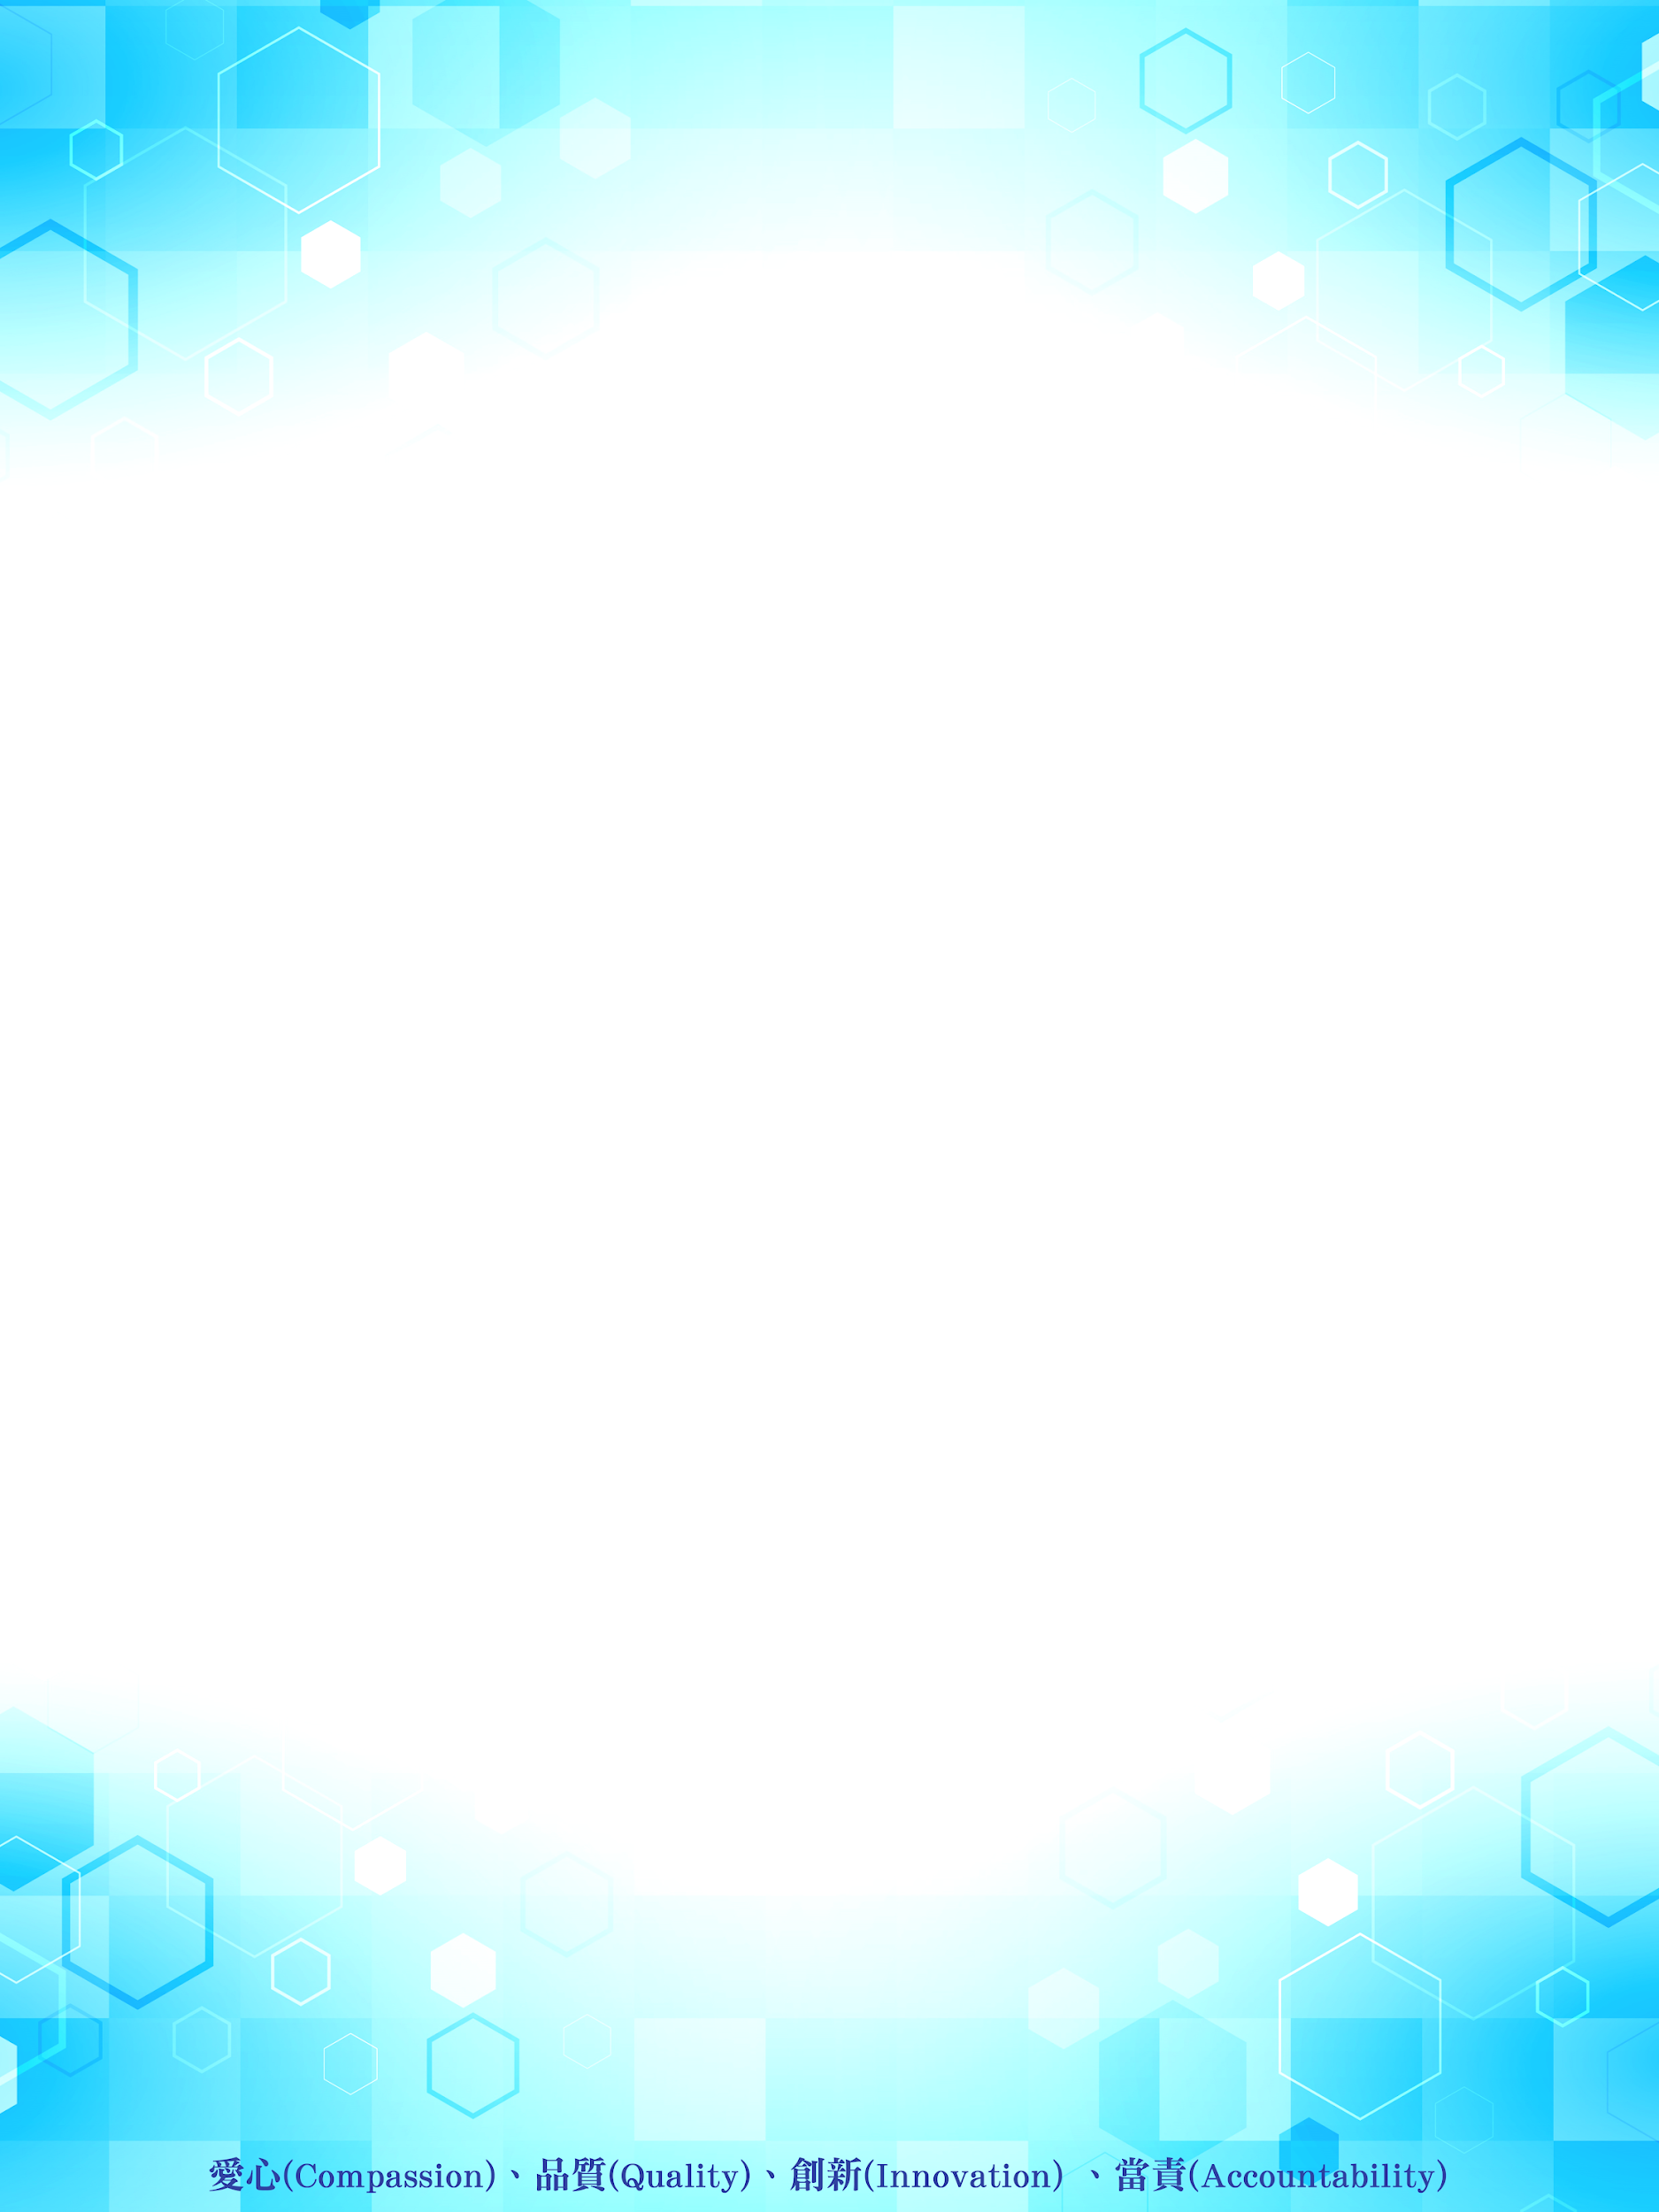 愛心(Compassion)、品質(Quality)、創新(Innovation) 、當責(Accountability)